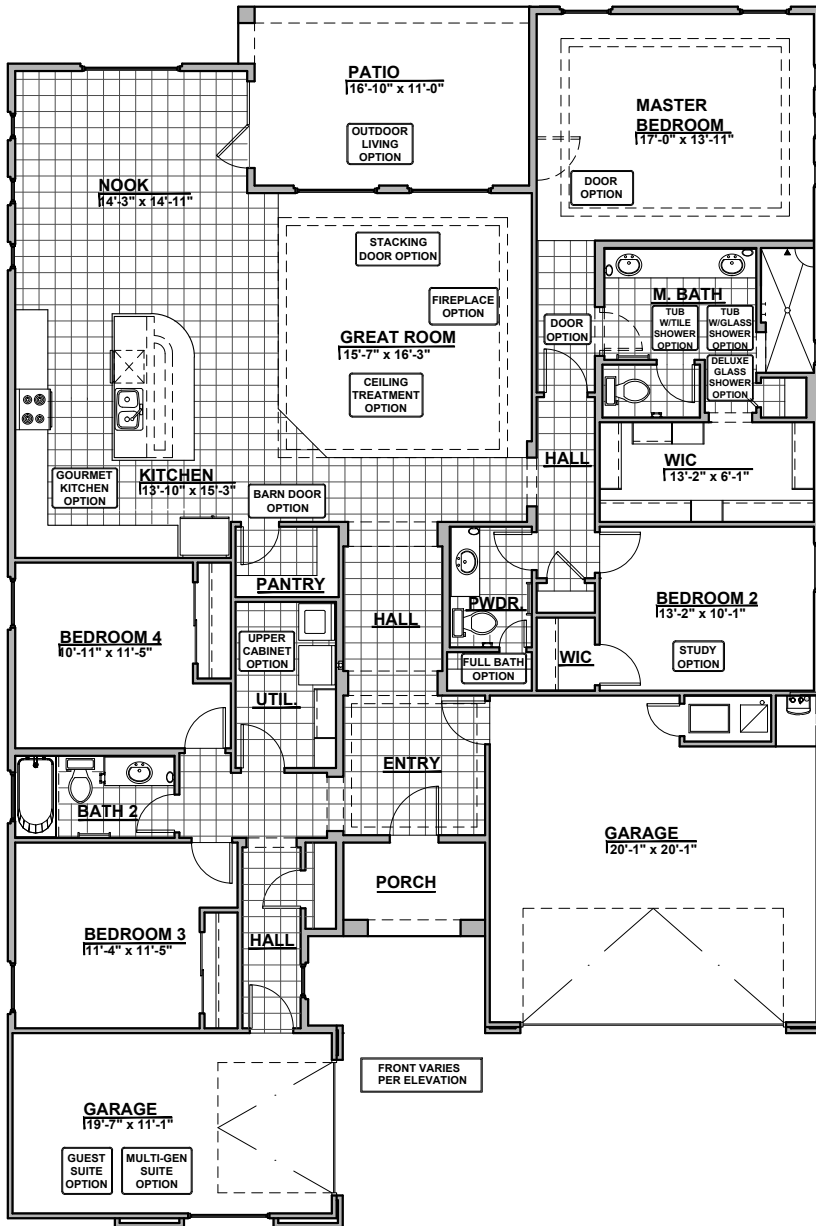 PATIO
16'-10" x 11'-0"
OUTDOOR
LIVING
OPTION
MASTER
BEDROOM
17'-0" x 13'-11"
DOOR
OPTION
NOOK
14'-3" x 14'-11"
STACKING
DOOR OPTION
FIREPLACE
OPTION
GREAT ROOM
15'-7" x 16'-3"
CEILING
TREATMENT
OPTION
DOOR
OPTION
M. BATH
TUB
W/TILE
SHOWER
OPTION
TUB
W/GLASS
SHOWER
OPTION
DELUXE
GLASS
SHOWER
OPTION
HALL
WIC
13'-2" x 6'-1"
KITCHEN
13'-10" x 15'-3"
GOURMET
KITCHEN
OPTION
BARN DOOR
OPTION
PANTRY
BEDROOM 4
10'-11" x 11'-5"
UPPER
CABINET
OPTION
UTIL.
HALL
PWDR.
FULL BATH
OPTION
WIC
BEDROOM 2
13'-2" x 10'-1"
STUDY
OPTION
ENTRY
BATH 2
GARAGE
20'-1" x 20'-1"
PORCH
BEDROOM 3
11'-4" x 11'-5"
HALL
FRONT VARIES
PER ELEVATION
GARAGE
19'-7" x 11'-1"
GUEST
SUITE
OPTION
MULTI-GEN
SUITE
OPTION